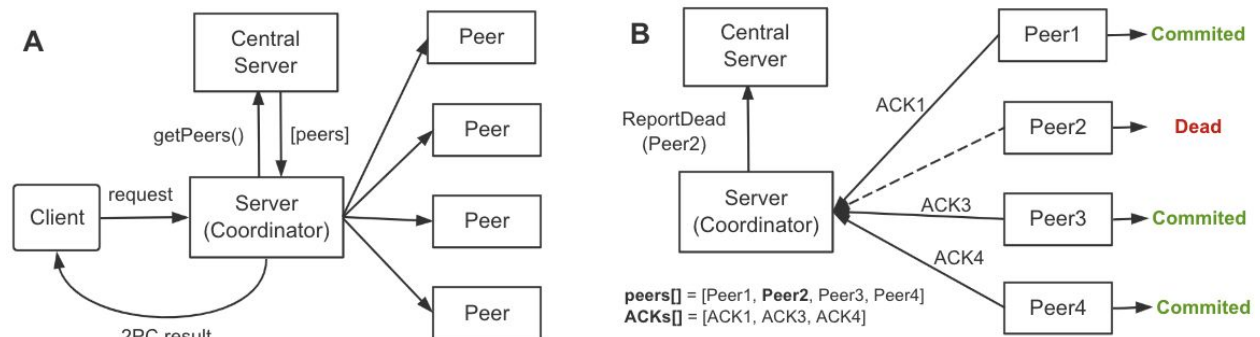 A
Central
Server
Peer
Peer
Peer
Peer
getPeers()
[peers]
request
Client
Server
(Coordinator)
2PC result
B
Central
Server
ReportDead
(Peer2)
Server
(Coordinator)
ACK1
ACK3
ACK4
Peer1
Commited
Peer2
Dead
Peer3
Commited
Peer4
Commited
peers[] = [Peer1, Peer2, Peer3, Peer4]
ACKs[] = [ACK1, ACK3, ACK4]